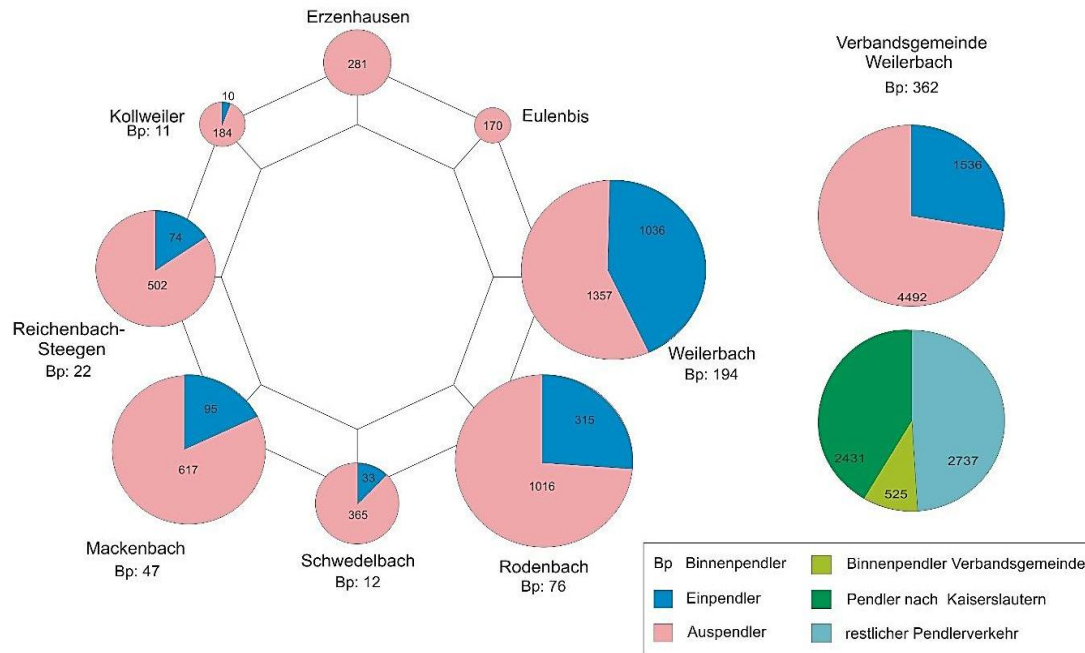 Erzenhausen
281
Kollweiler
Bp: 11
10
184
170
Eulenbis
74
502
Reichenbach-
Steegen
Bp: 22
1036
1357
Weilerbach
Bp: 194
95
617
Mackenbach
Bp: 47
33
365
Schwedelbach
Bp: 12
315
1016
Rodenbach
Bp: 76
Verbandsgemeinde
Weilerbach
Bp: 362
1536
4492
2431
2737
525
Bp Binnenpendler
Einpendler
Auspendler
Binnenpendler Verbandsgemeinde
Pendler nach Kaiserslautern
restlicher Pendlerverkehr